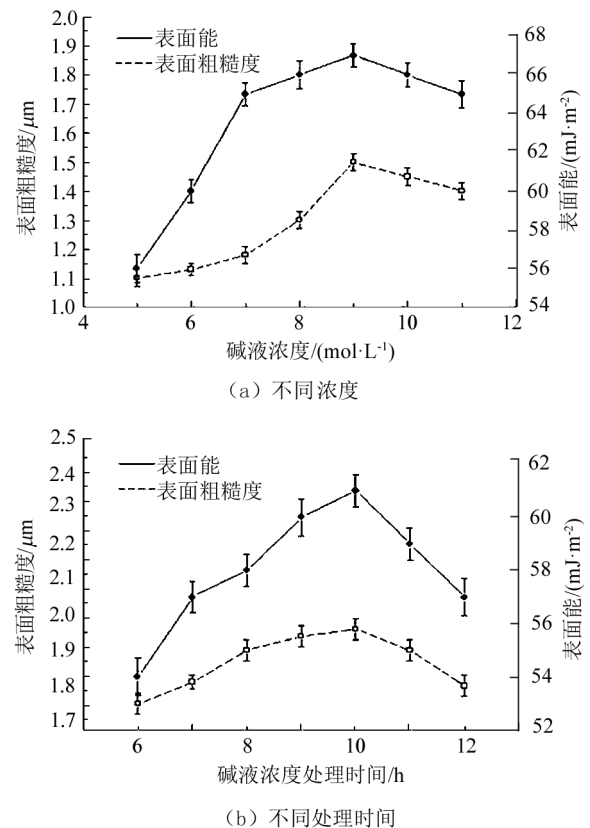 2.0
1.9
1.8
1.7
1.6
1.5
1.4
1.3
1.2
1.1
1.0
表面粗糙度/μm
表面能
表面粗糙度
68
66
64
62
60
58
56
54
表面能/(mJ·m⁻²)
4 6 8 10 12
碱液浓度/(mol·L⁻¹)
（a）不同浓度
2.5
2.4
2.3
2.2
2.1
2.0
1.9
1.8
1.7
表面粗糙度/μm
表面能
表面粗糙度
62
60
58
56
54
52
表面能/(mJ·m⁻²)
6 8 10 12
碱液浓度处理时间/h
（b）不同处理时间